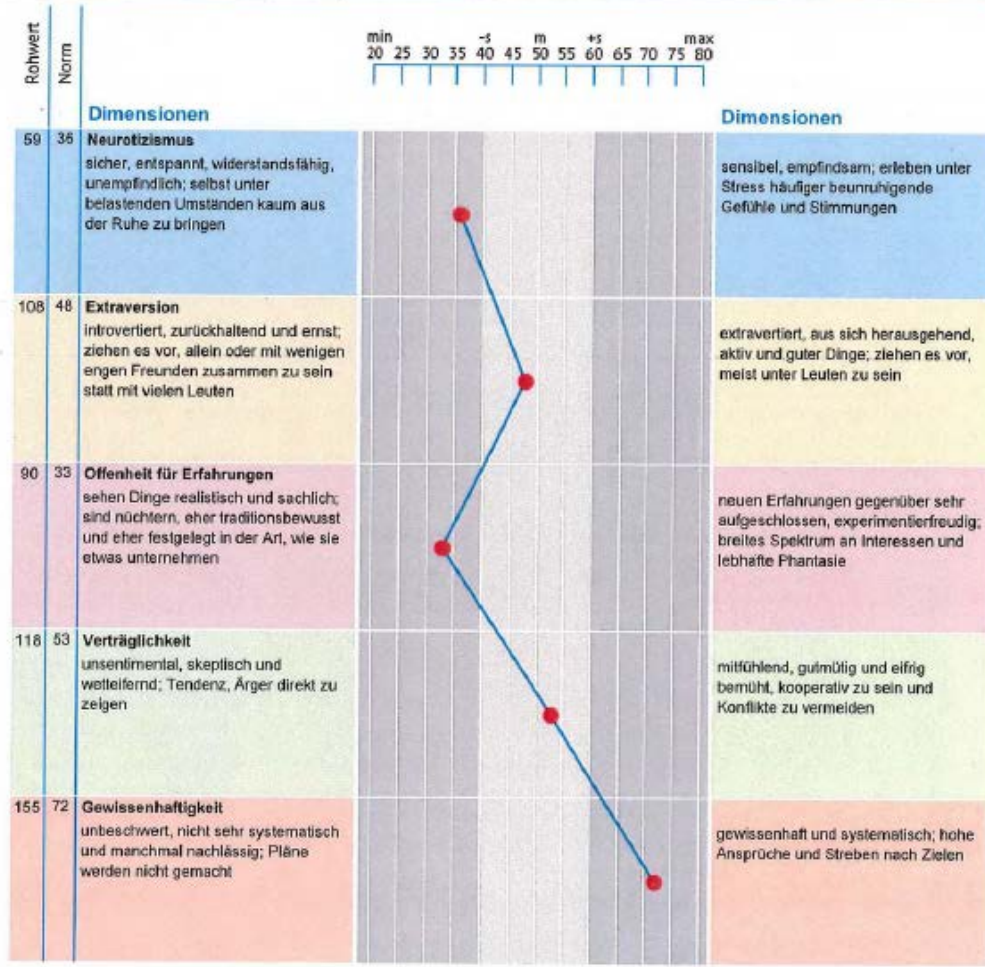 Rohwert
Norm
min -s m +s max
20 25 30 35 40 45 50 55 60 65 70 75 80
Dimensionen
Dimensionen
59 36 Neurotizismus
sicher, entspannt, widerstandsfähig,
unempfindlich; selbst unter
belastenden Umständen kaum aus
der Ruhe zu bringen
sensibel, empfindsam; erleben unter
Stress häufiger beunruhigende
Gefühle und Stimmungen
108 48 Extraversion
introvertiert, zurückhaltend und ernst;
ziehen es vor, allein oder mit wenigen
engen Freunden zusammen zu sein
statt mit vielen Leuten
extravertiert, aus sich herausgehend,
aktiv und guter Dinge; ziehen es vor,
meist unter Leuten zu sein
90 33 Offenheit für Erfahrungen
sehen Dinge realistisch und sachlich;
sind nüchtern, eher traditionsbewusst
und eher festgelegt in der Art, wie sie
etwas unternehmen
neuen Erfahrungen gegenüber sehr
aufgeschlossen, experimentierfreudig;
breites Spektrum an Interessen und
lebhafte Phantasie
118 53 Verträglichkeit
unsentimental, skeptisch und
wetteifernd; Tendenz, Ärger direkt zu
zeigen
mitfühlend, gutmütig und eifrig
bemüht, kooperativ zu sein und
Konflikte zu vermeiden
155 72 Gewissenhaftigkeit
unbeschwert, nicht sehr systematisch
und manchmal nachlässig; Pläne
werden nicht gemacht
gewissenhaft und systematisch; hohe
Ansprüche und Streben nach Zielen